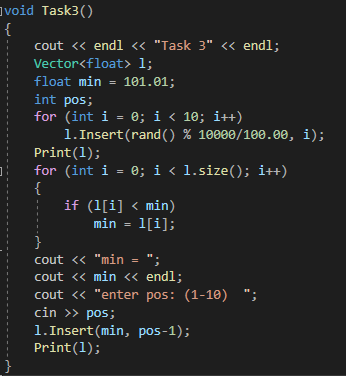 void Task3()
{
    cout << endl << "Task 3" << endl;
    Vector<float> l;
    float min = 101.01;
    int pos;
    for (int i = 0; i < 10; i++)
        l.Insert(rand() % 10000/100.00, i);
    Print(l);
    for (int i = 0; i < l.size(); i++)
    {
        if (l[i] < min)
            min = l[i];
    }
    cout << "min = ";
    cout << min << endl;
    cout << "enter pos: (1-10)  ";
    cin >> pos;
    l.Insert(min, pos-1);
    Print(l);
}